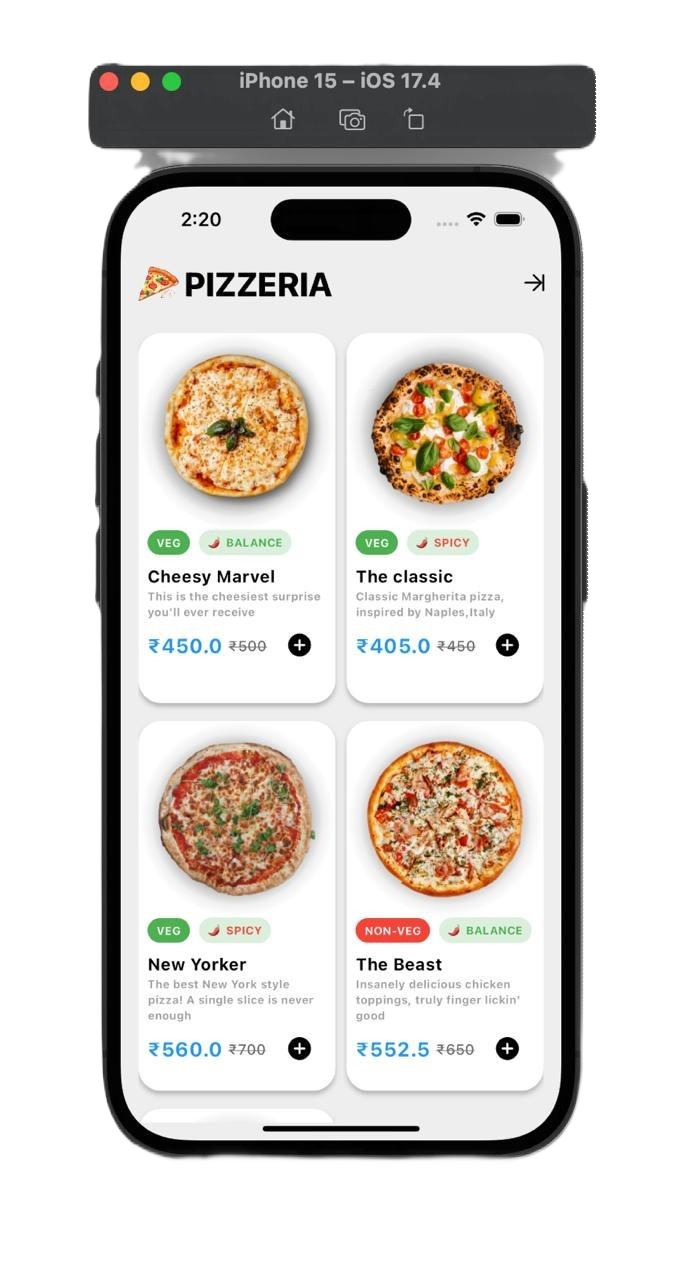 iPhone 15 – iOS 17.4
2:20
PIZZERIA
VEG
BALANCE
Cheesy Marvel
This is the cheesiest surprise
you'll ever receive
₹450.0 ₹500
VEG
SPICY
The classic
Classic Margherita pizza,
inspired by Naples,Italy
₹405.0 ₹450
VEG
SPICY
New Yorker
The best New York style
pizza! A single slice is never
enough
₹560.0 ₹700
NON-VEG
BALANCE
The Beast
Insanely delicious chicken
toppings, truly finger lickin'
good
₹552.5 ₹650